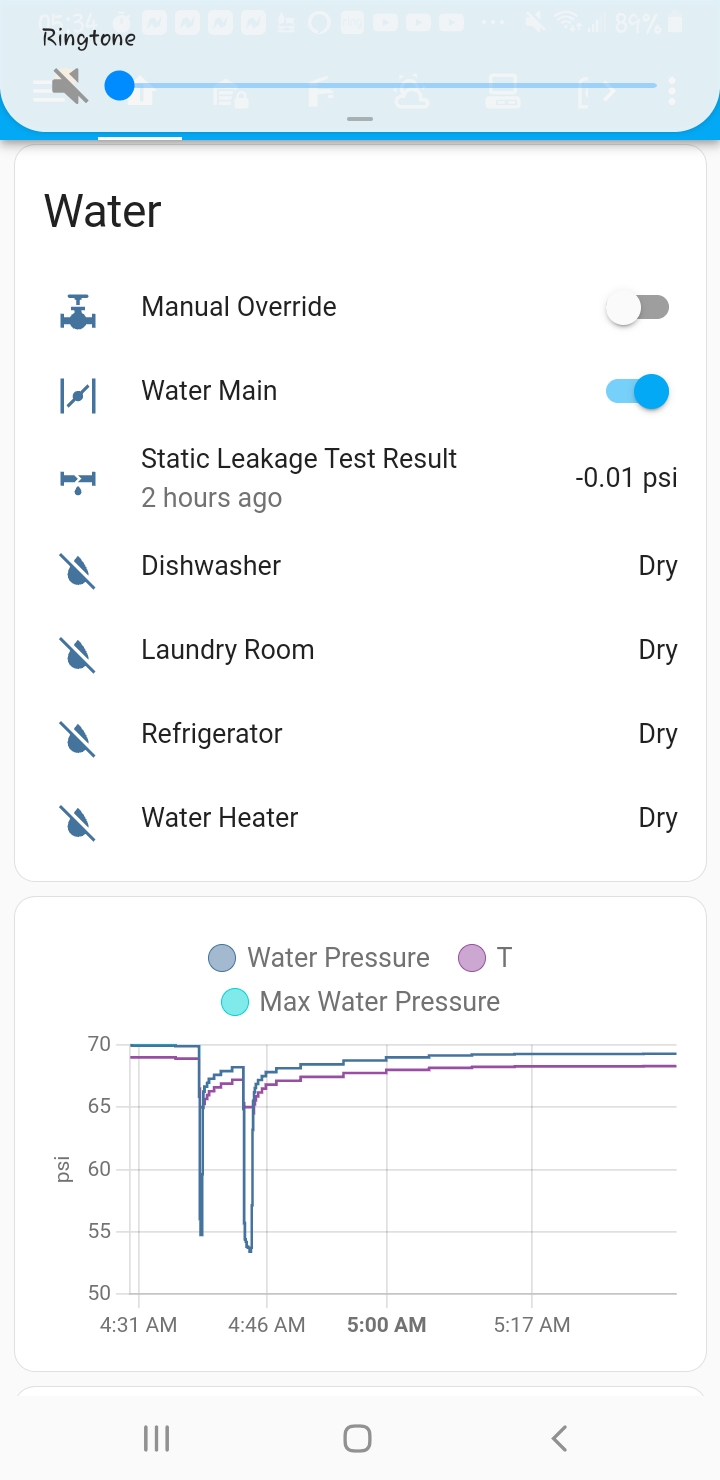 05:34
89%
Ringtone
Water
Manual Override
Water Main
Static Leakage Test Result
2 hours ago
-0.01 psi
Dishwasher Dry
Laundry Room Dry
Refrigerator Dry
Water Heater Dry
Water Pressure T
Max Water Pressure
70
65
60
55
50
psi
4:31 AM 4:46 AM 5:00 AM 5:17 AM